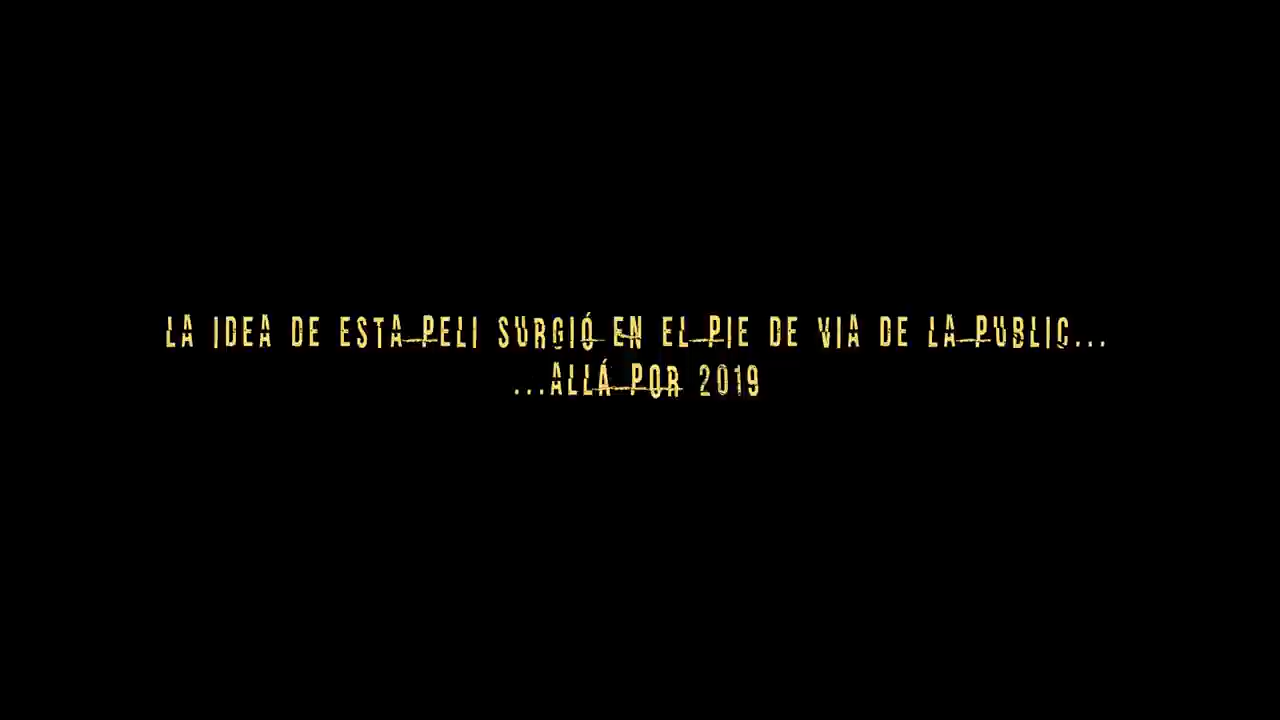 LA IDEA DE ESTA PELI SURGIÓ EN EL PIE DE VIA DE LA PUBLIC...
...ALLÁ POR 2019